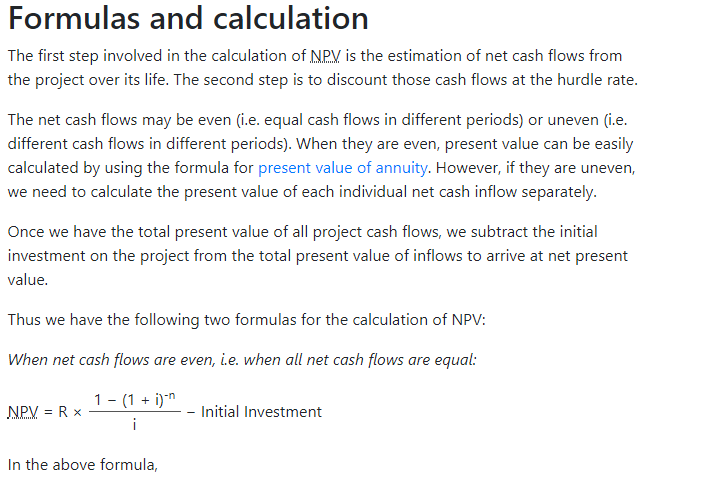 Formulas and calculation
The first step involved in the calculation of NPV is the estimation of net cash flows from
the project over its life. The second step is to discount those cash flows at the hurdle rate.
The net cash flows may be even (i.e. equal cash flows in different periods) or uneven (i.e.
different cash flows in different periods). When they are even, present value can be easily
calculated by using the formula for present value of annuity. However, if they are uneven,
we need to calculate the present value of each individual net cash inflow separately.
Once we have the total present value of all project cash flows, we subtract the initial
investment on the project from the total present value of inflows to arrive at net present
value.
Thus we have the following two formulas for the calculation of NPV:
When net cash flows are even, i.e. when all net cash flows are equal:
1 − (1 + i)⁻ⁿ
NPV = R × − Initial Investment
i
In the above formula,